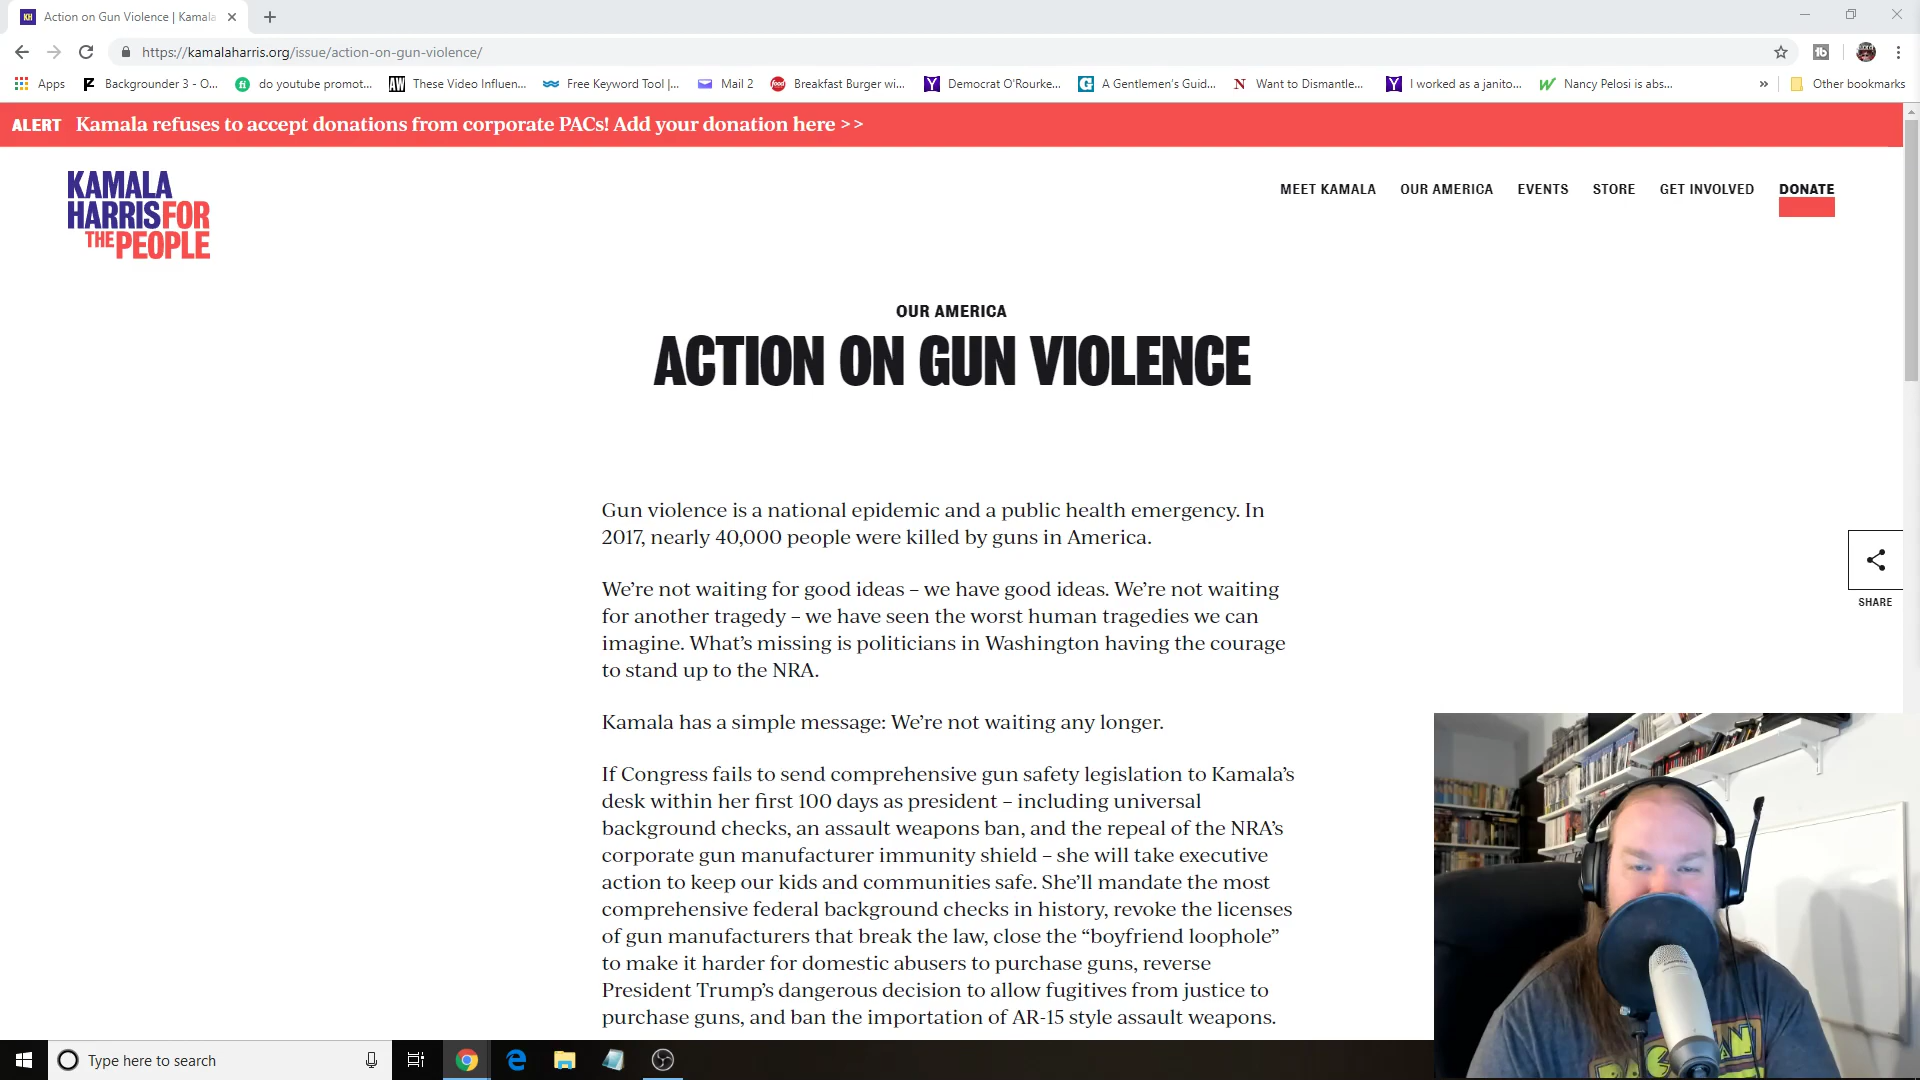 Action on Gun Violence | Kamala
https://kamalaharris.org/issue/action-on-gun-violence/
Apps
Backgrounder 3 - O...
do youtube promot...
These Video Influen...
Free Keyword Tool |...
Mail 2
Breakfast Burger wi...
Democrat O'Rourke...
A Gentlemen's Guid...
Want to Dismantle...
I worked as a janito...
Nancy Pelosi is abs...
»
Other bookmarks
ALERT Kamala refuses to accept donations from corporate PACs! Add your donation here >>
KAMALA
HARRIS FOR
THE PEOPLE
MEET KAMALA OUR AMERICA EVENTS STORE GET INVOLVED DONATE
OUR AMERICA
ACTION ON GUN VIOLENCE
Gun violence is a national epidemic and a public health emergency. In
2017, nearly 40,000 people were killed by guns in America.
We’re not waiting for good ideas – we have good ideas. We’re not waiting
for another tragedy – we have seen the worst human tragedies we can
imagine. What’s missing is politicians in Washington having the courage
to stand up to the NRA.
SHARE
Kamala has a simple message: We’re not waiting any longer.
If Congress fails to send comprehensive gun safety legislation to Kamala’s
desk within her first 100 days as president – including universal
background checks, an assault weapons ban, and the repeal of the NRA’s
corporate gun manufacturer immunity shield – she will take executive
action to keep our kids and communities safe. She’ll mandate the most
comprehensive federal background checks in history, revoke the licenses
of gun manufacturers that break the law, close the “boyfriend loophole”
to make it harder for domestic abusers to purchase guns, reverse
President Trump’s dangerous decision to allow fugitives from justice to
purchase guns, and ban the importation of AR-15 style assault weapons.
Type here to search